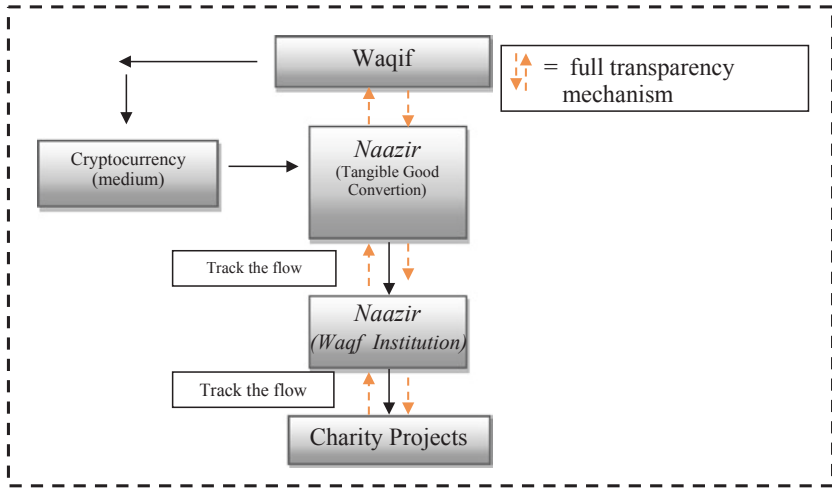 Waqif
= full transparency
mechanism
Cryptocurrency
(medium)
Naazir
(Tangible Good
Convertion)
Track the flow
Naazir
(Waqf Institution)
Track the flow
Charity Projects